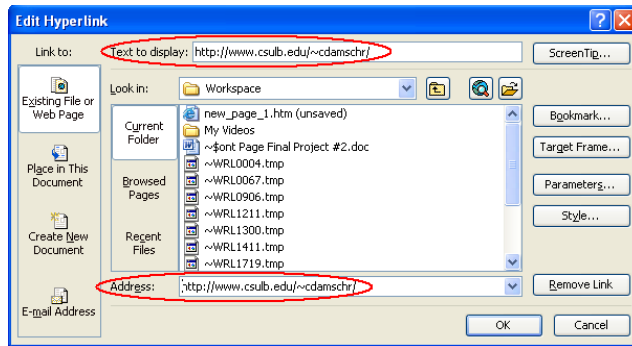 Edit Hyperlink
Link to:
Text to display: http://www.csulb.edu/~cdamschr/
ScreenTip...
Existing File or Web Page
Look in:
Workspace
Current Folder
new_page_1.htm (unsaved)
My Videos
~$ont Page Final Project #2.doc
~WRL0004.tmp
~WRL0067.tmp
~WRL0906.tmp
~WRL1211.tmp
~WRL1300.tmp
~WRL1411.tmp
~WRL1719.tmp
Bookmark...
Target Frame...
Parameters...
Style...
Place in This Document
Browsed Pages
Create New Document
Recent Files
Address: http://www.csulb.edu/~cdamschr/
Remove Link
E-mail Address
OK
Cancel